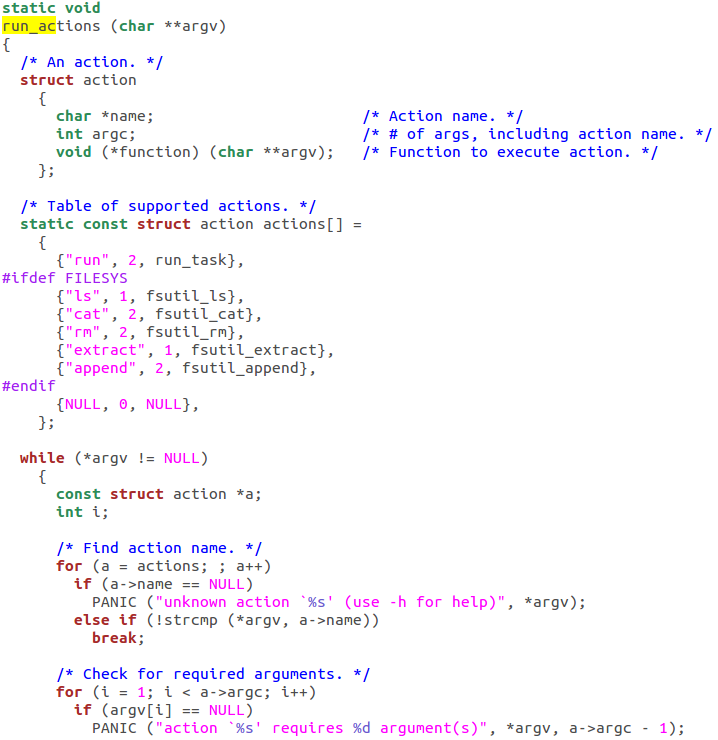 static void
run_actions (char **argv)
{
  /* An action. */
  struct action
    {
      char *name;                       /* Action name. */
      int argc;                         /* # of args, including action name. */
      void (*function) (char **argv);   /* Function to execute action. */
    };

  /* Table of supported actions. */
  static const struct action actions[] =
    {
      {"run", 2, run_task},
#ifdef FILESYS
      {"ls", 1, fsutil_ls},
      {"cat", 2, fsutil_cat},
      {"rm", 2, fsutil_rm},
      {"extract", 1, fsutil_extract},
      {"append", 2, fsutil_append},
#endif
      {NULL, 0, NULL},
    };

  while (*argv != NULL)
    {
      const struct action *a;
      int i;

      /* Find action name. */
      for (a = actions; ; a++)
        if (a->name == NULL)
          PANIC ("unknown action `%s' (use -h for help)", *argv);
        else if (!strcmp (*argv, a->name))
          break;

      /* Check for required arguments. */
      for (i = 1; i < a->argc; i++)
        if (argv[i] == NULL)
          PANIC ("action `%s' requires %d argument(s)", *argv, a->argc - 1);